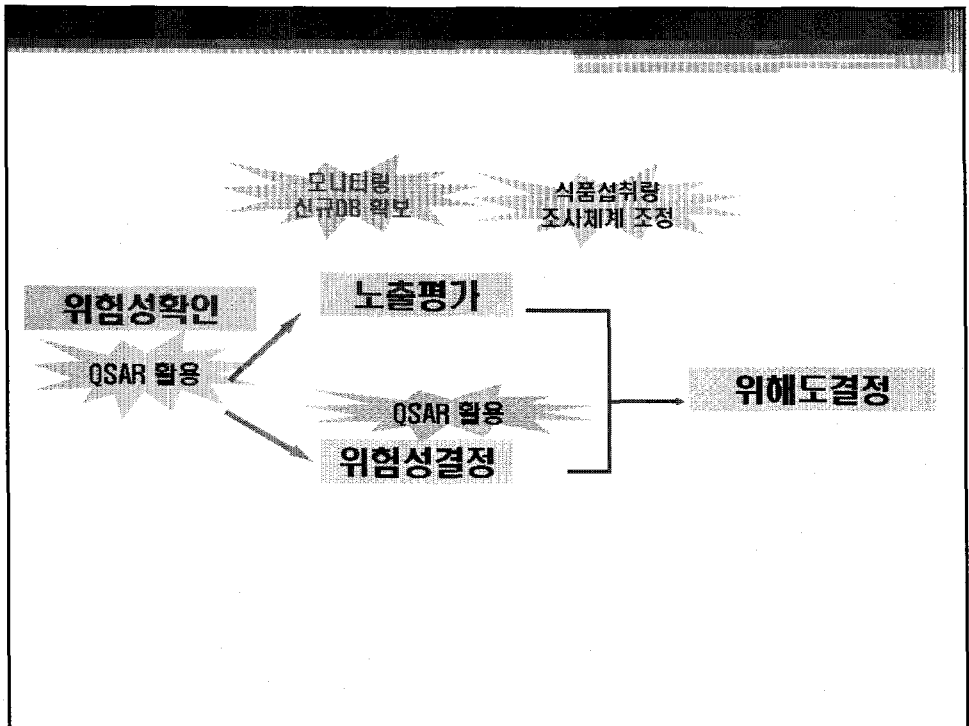 모니터링
신규DB 확보
식품섭취량
조사체계 조정
위험성확인
노출평가
QSAR 활용
QSAR 활용
위해도결정
위험성결정